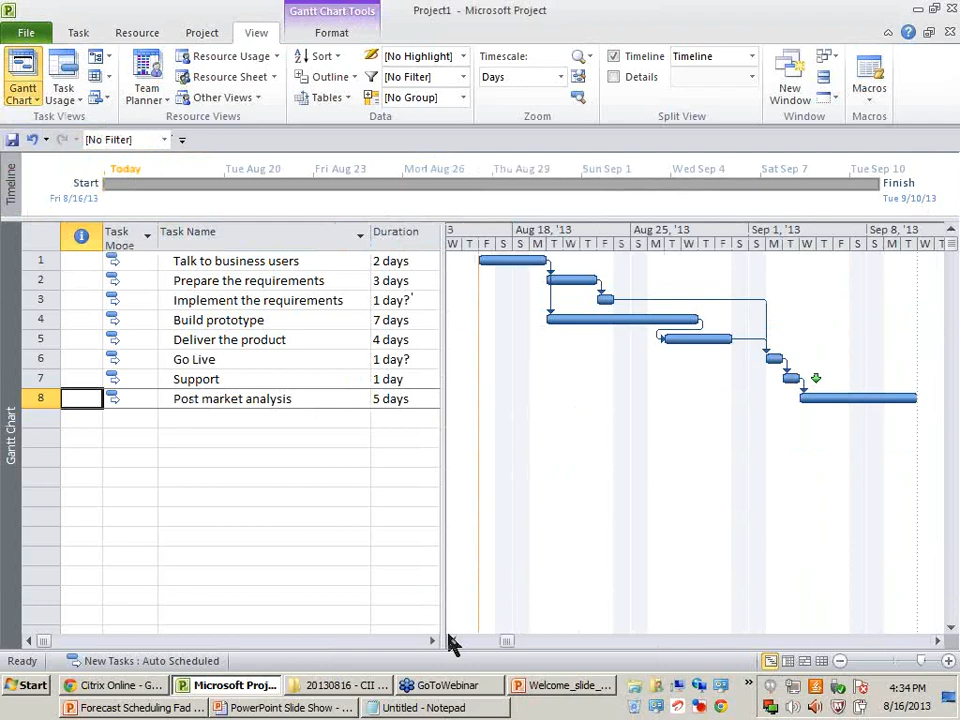 Gantt Chart Tools
Project1 - Microsoft Project
File Task Resource Project View Format
Gantt Chart
Task Usage
Task Views
Team Planner
Resource Usage
Resource Sheet
Other Views
Resource Views
Sort
Outline
Tables
[No Highlight]
[No Filter]
[No Group]
Data
Timescale:
Days
Zoom
Timeline Timeline
Details
Split View
New Window
Window
Macros
Macros
[No Filter]
Timeline
Today Tue Aug 20 Fri Aug 23 Mon Aug 26 Thu Aug 29 Sun Sep 1 Wed Sep 4 Sat Sep 7 Tue Sep 10
Start
Fri 8/16/13
Finish
Tue 9/10/13
Gantt Chart
Task Mode Task Name Duration
3 Aug 18, '13 Aug 25, '13 Sep 1, '13 Sep 8, '13
W T F S S M T W T F S S M T W T F S S M T W T F S S M T W T
1 Talk to business users 2 days
2 Prepare the requirements 3 days
3 Implement the requirements 1 day?
4 Build prototype 7 days
5 Deliver the product 4 days
6 Go Live 1 day?
7 Support 1 day
8 Post market analysis 5 days
Ready New Tasks : Auto Scheduled
Start
Citrix Online - G...
Microsoft Proj...
20130816 - CII ...
GoToWebinar
Welcome_slide_...
4:34 PM
Forecast Scheduling Fad ...
PowerPoint Slide Show - ...
Untitled - Notepad
8/16/2013